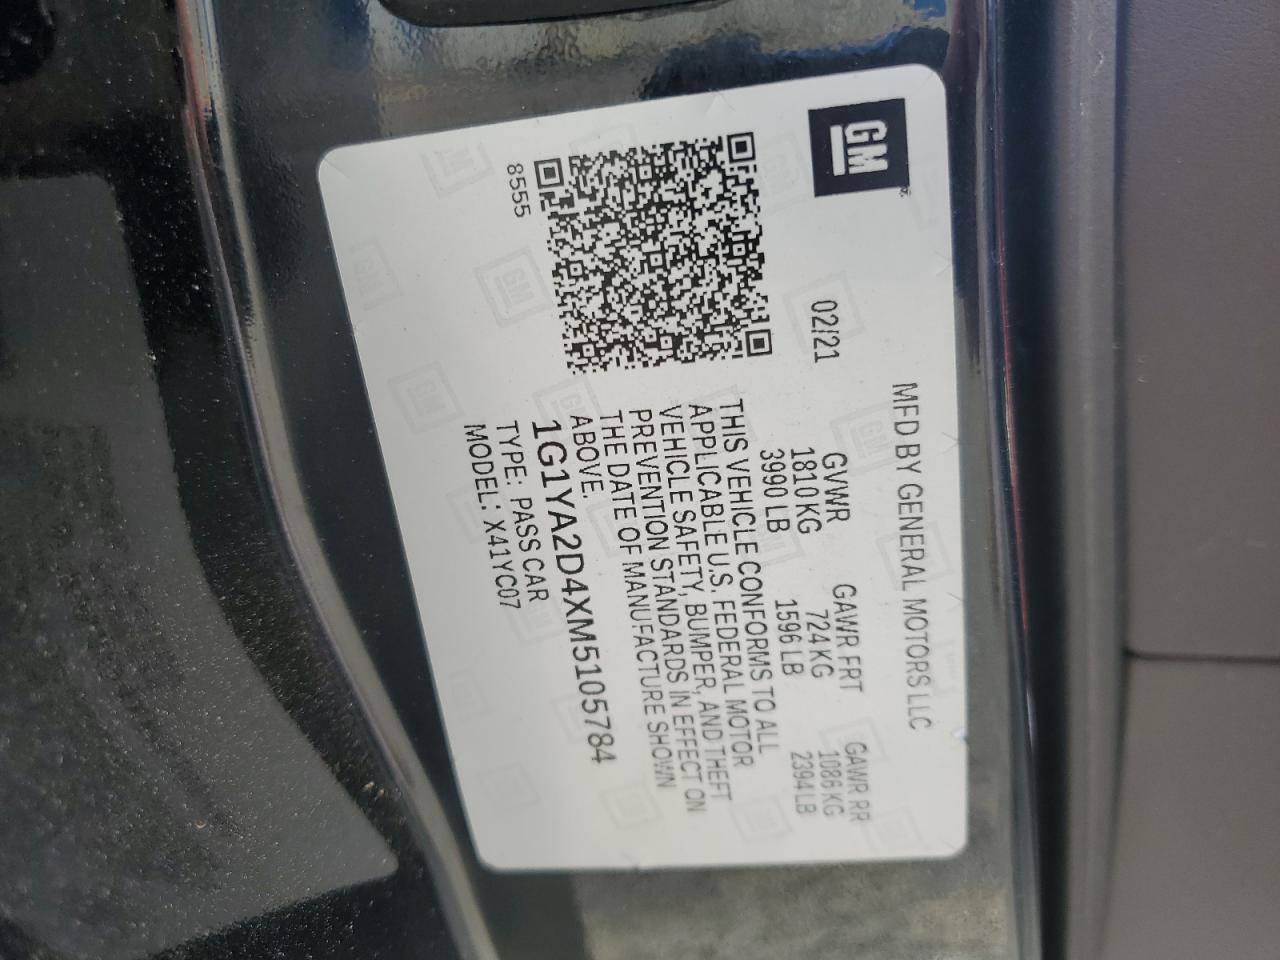 GM
MFD BY GENERAL MOTORS LLC
02/21
GVWR GAWR FRT GAWR RR
1810 KG 724 KG 1086 KG
3990 LB 1596 LB 2394 LB
THIS VEHICLE CONFORMS TO ALL
APPLICABLE U.S. FEDERAL MOTOR
VEHICLE SAFETY, BUMPER, AND THEFT
PREVENTION STANDARDS IN EFFECT ON
THE DATE OF MANUFACTURE SHOWN
ABOVE.
1G1YA2D4XM5105784
TYPE: PASS CAR
MODEL: X41YC07
8555